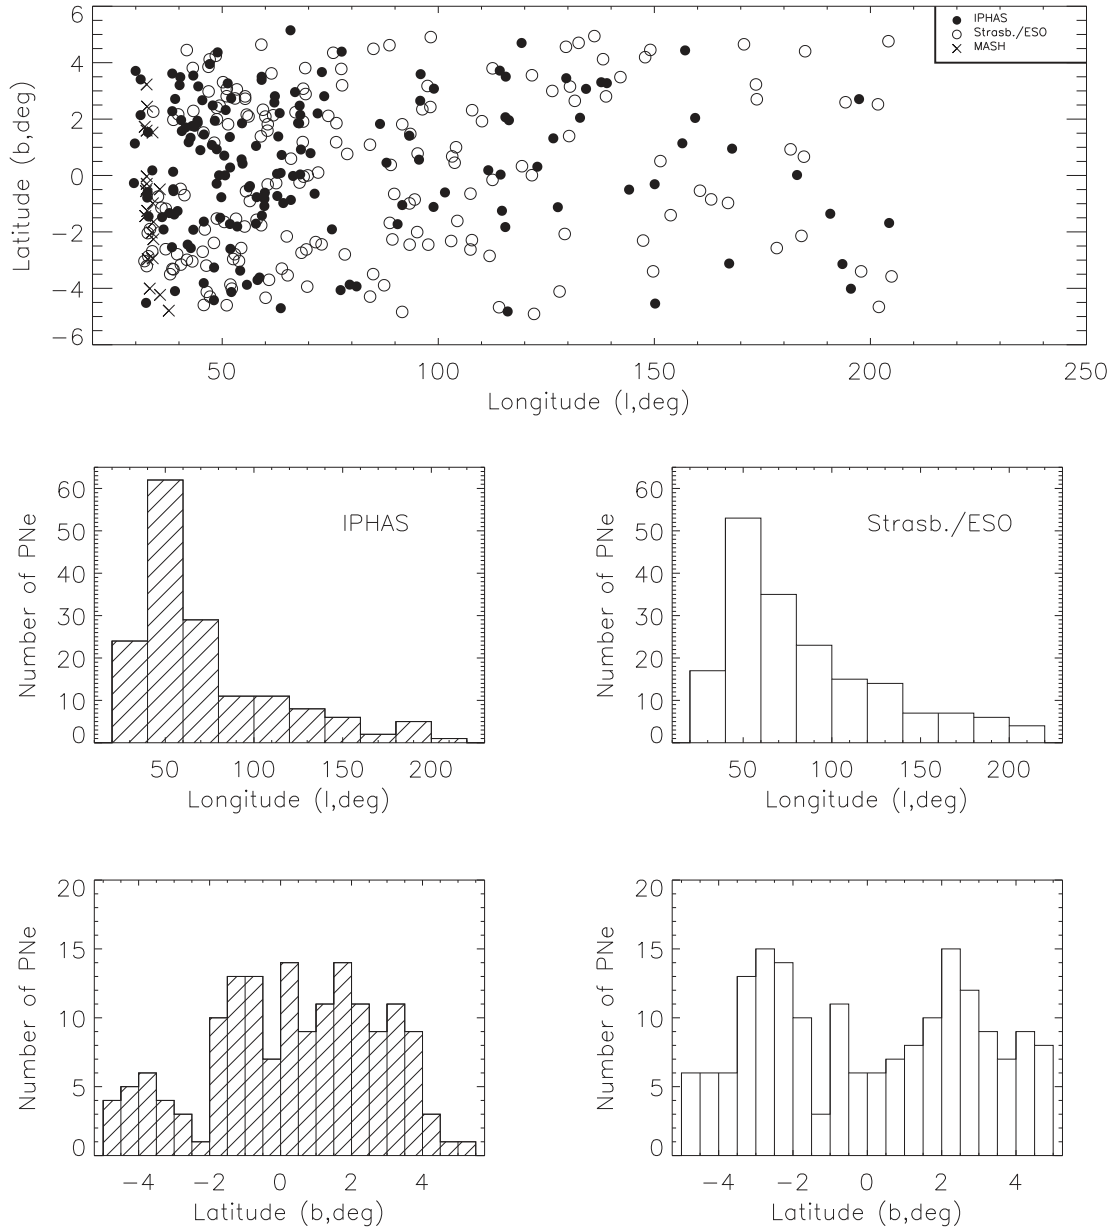 6
4
2
0
−2
−4
−6
Latitude (b,deg)
IPHAS
Strasb./ESO
MASH
50 100 150 200 250
Longitude (l,deg)
60
50
40
30
20
10
0
Number of PNe
IPHAS
50 100 150 200
Longitude (l,deg)
60
50
40
30
20
10
0
Number of PNe
Strasb./ESO
50 100 150 200
Longitude (l,deg)
20
15
10
5
0
Number of PNe
−4 −2 0 2 4
Latitude (b,deg)
20
15
10
5
0
Number of PNe
−4 −2 0 2 4
Latitude (b,deg)